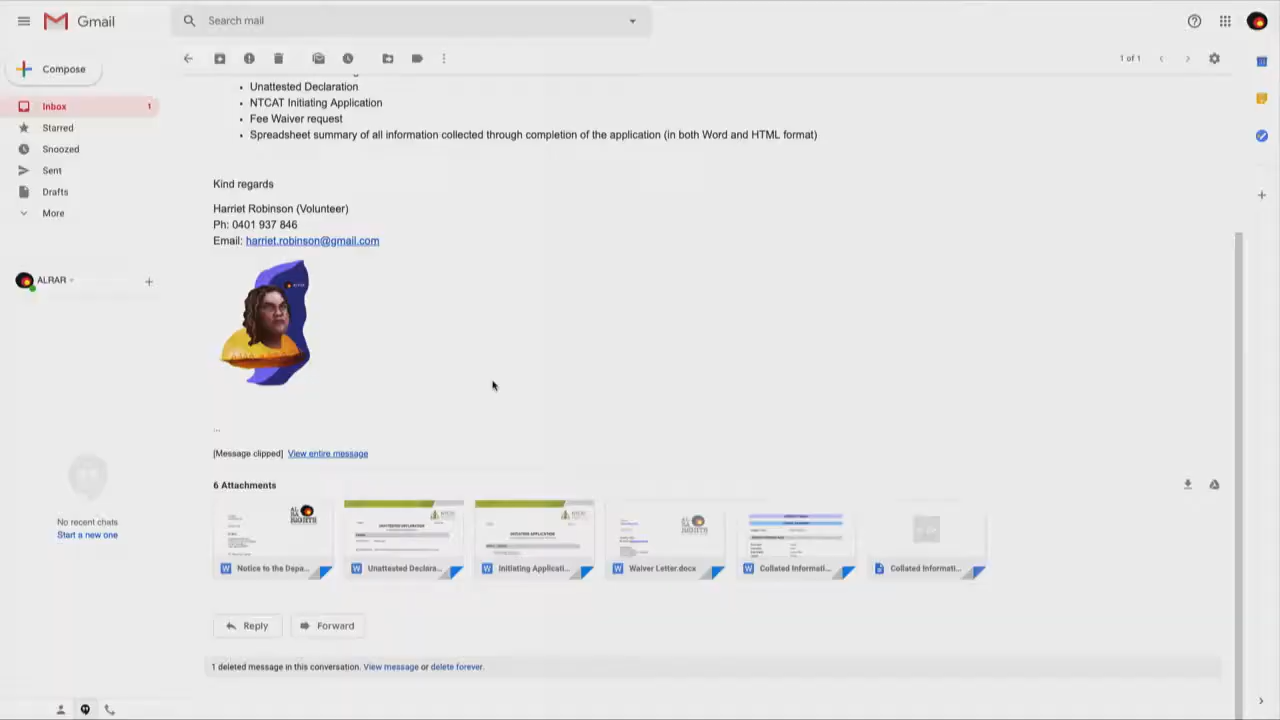 Gmail
Search mail
Compose
1 of 1
Inbox 1
Starred
Snoozed
Sent
Drafts
More
ALRAR
No recent chats
Start a new one
Unattested Declaration
NTCAT Initiating Application
Fee Waiver request
Spreadsheet summary of all information collected through completion of the application (in both Word and HTML format)
Kind regards
Harriet Robinson (Volunteer)
Ph: 0401 937 846
Email: harriet.robinson@gmail.com
...
[Message clipped] View entire message
6 Attachments
UNATTESTED DECLARATION
INITIATING APPLICATION
RIGHTS
Notice to the Depa...
Unattested Declara...
Initiating Applicati...
Waiver Letter.docx
Collated Informati...
Collated Informati...
Reply
Forward
1 deleted message in this conversation. View message or delete forever.